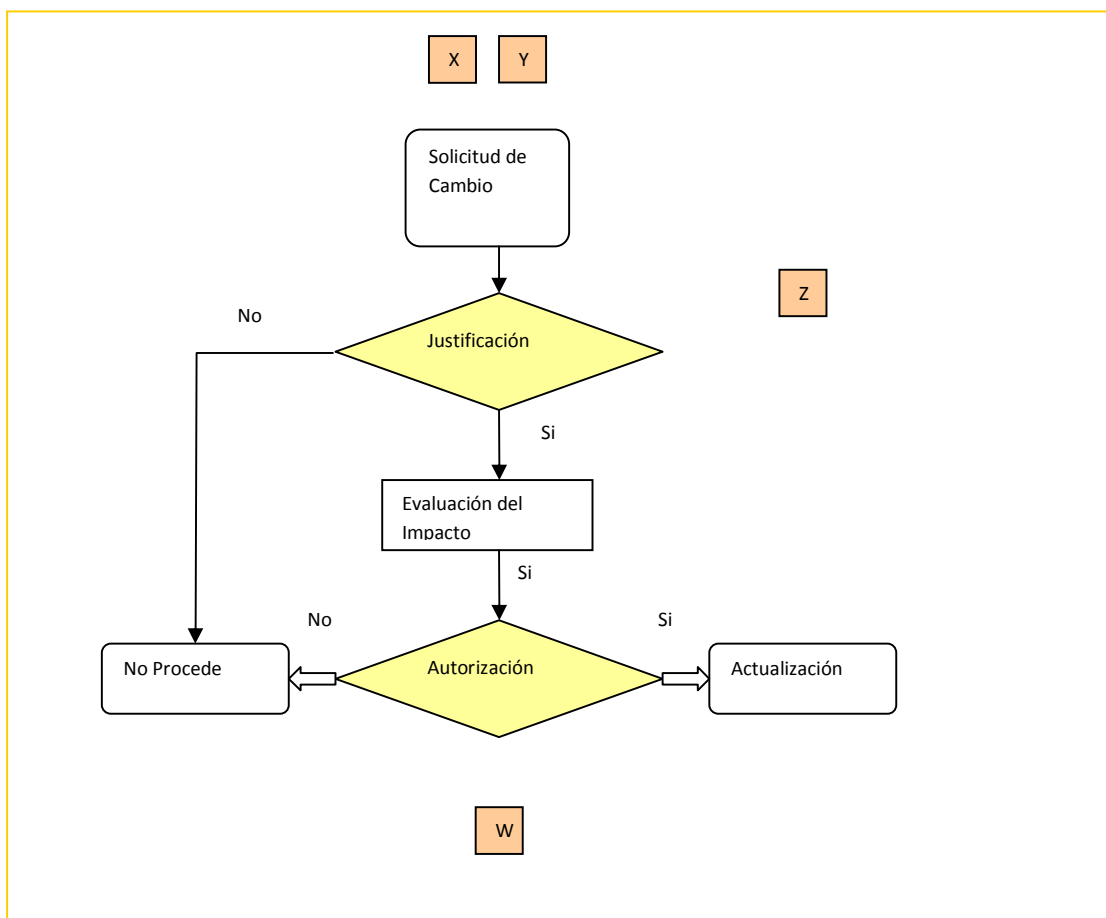 X
Y
Solicitud de
Cambio
Z
No
Justificación
Si
Evaluación del
Impacto
Si
No
Si
No Procede
Autorización
Actualización
W